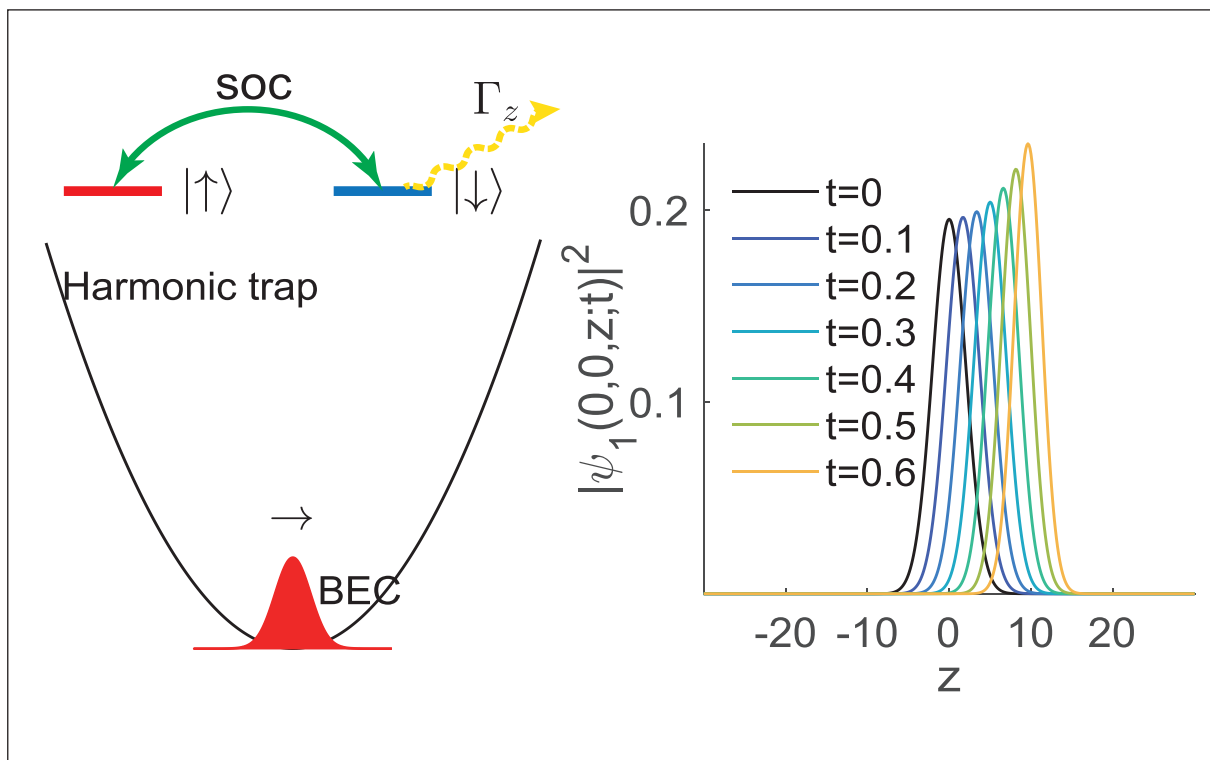 soc
Γz
|↑⟩
|↓⟩
Harmonic trap
→
BEC
|ψ_1(0,0,z;t)|²
0.2
0.1
t=0
t=0.1
t=0.2
t=0.3
t=0.4
t=0.5
t=0.6
-20 -10 0 10 20
z